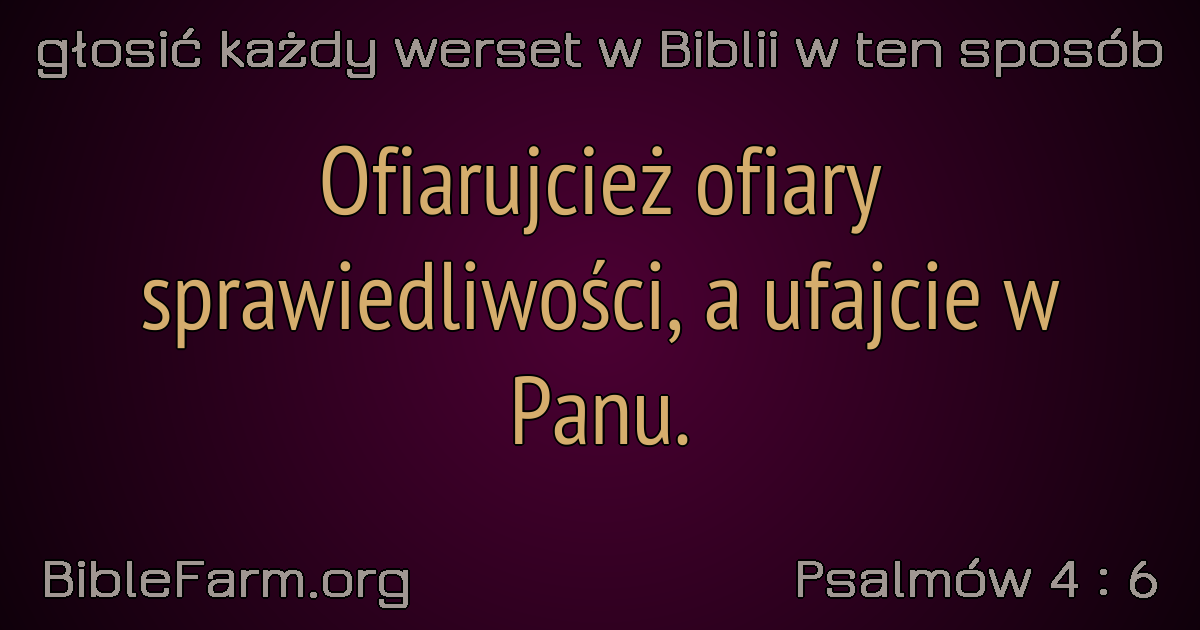 głosić każdy werset w Biblii w ten sposób
Ofiarujcież ofiary
sprawiedliwości, a ufajcie w
Panu.
BibleFarm.org
Psalmów 4 : 6